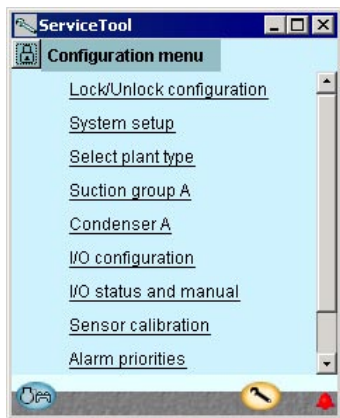 ServiceTool
Configuration menu
Lock/Unlock configuration
System setup
Select plant type
Suction group A
Condenser A
I/O configuration
I/O status and manual
Sensor calibration
Alarm priorities